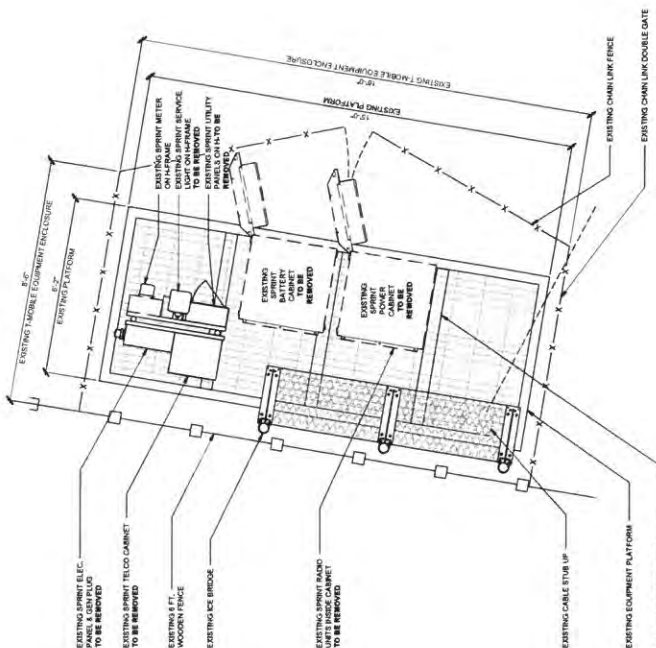 EXISTING T-MOBILE EQUIPMENT ENCLOSURE
18'-0"
EXISTING PLATFORM
15'-0"
8'-6"
EXISTING T-MOBILE EQUIPMENT ENCLOSURE
6'-2"
EXISTING PLATFORM
EXISTING SPRINT METER
ON H-FRAME
EXISTING SPRINT SERVICE
LIGHT ON H-FRAME
TO BE REMOVED
EXISTING SPRINT UTILITY
PANELS ON H- TO BE
REMOVED
EXISTING CHAIN LINK FENCE
EXISTING CHAIN LINK DOUBLE GATE
EXISTING
SPRINT
BATTERY
CABINET
TO BE
REMOVED
EXISTING
SPRINT
POWER
CABINET
TO BE
REMOVED
EXISTING SPRINT ELEC.
PANEL & GEN PLUG
TO BE REMOVED
EXISTING SPRINT TELCO CABINET
TO BE REMOVED
EXISTING 6 FT.
WOODEN FENCE
EXISTING ICE BRIDGE
EXISTING SPRINT RADIO
UNITS INSIDE CABINET
TO BE REMOVED
EXISTING CABLE STUB UP
EXISTING EQUIPMENT PLATFORM